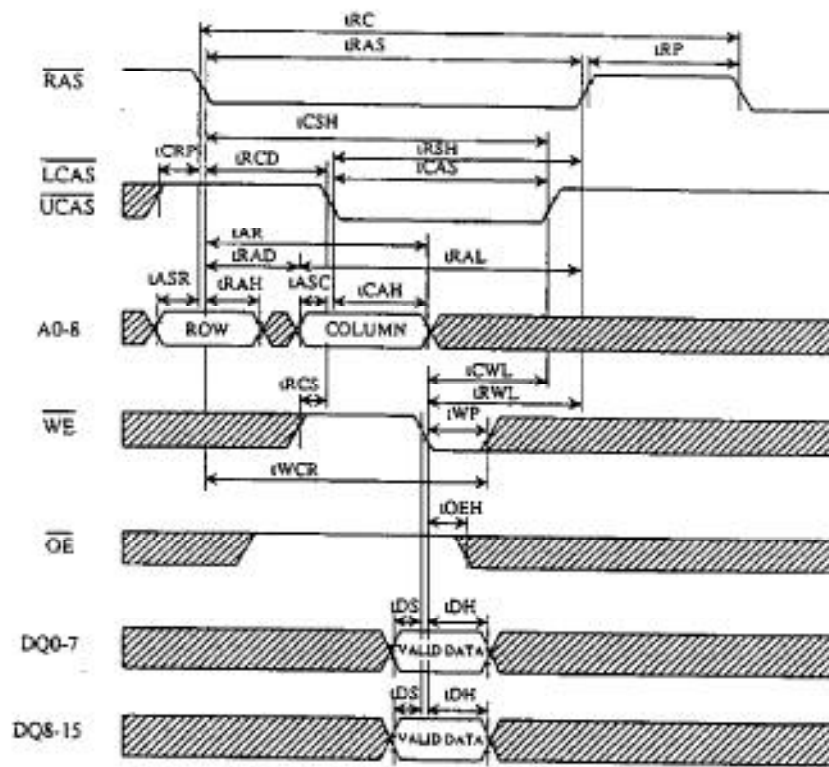 tRC
tRAS
tRP
RAS
tCSH
tCRP
tRCD
tRSH
LCAS
tCAS
UCAS
tAR
tRAD
tRAL
tASR
tRAH
tASC
tCAH
A0-8
ROW
COLUMN
tCWL
tRCS
tRWL
tWP
WE
tWCR
tOEH
OE
tDS
tDH
DQ0-7
VALID DATA
tDS
tDH
DQ8-15
VALID DATA